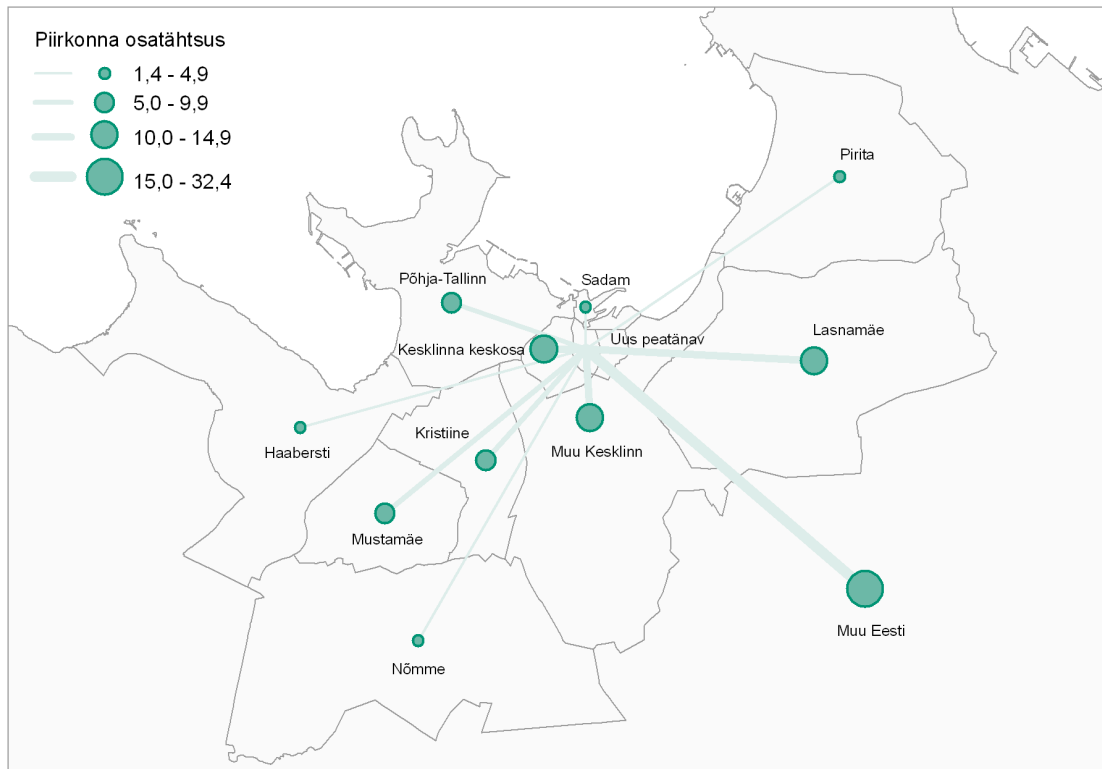 Piirkonna osatähtsus
1,4 - 4,9
5,0 - 9,9
10,0 - 14,9
15,0 - 32,4
Pirita
Põhja-Tallinn
Sadam
Uus peatänav
Lasnamäe
Kesklinna keskosa
Kristiine
Haabersti
Muu Kesklinn
Mustamäe
Muu Eesti
Nõmme